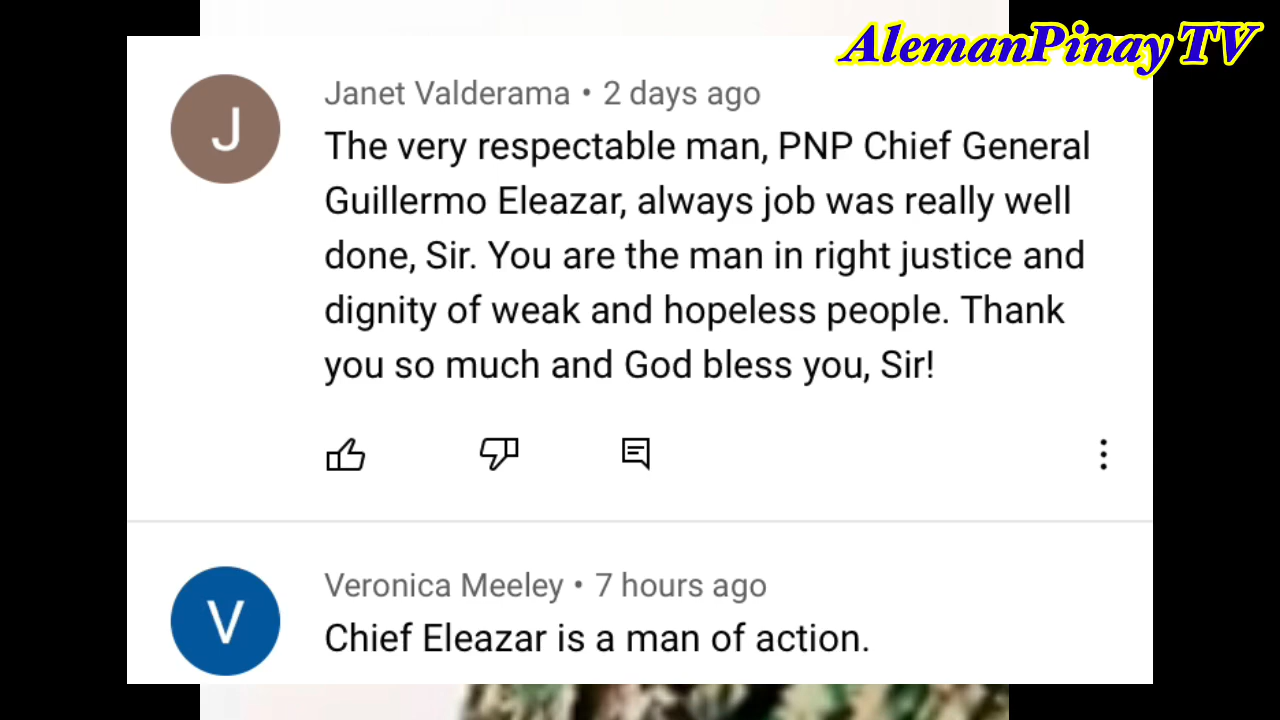 AlemanPinay TV
J
Janet Valderama • 2 days ago
The very respectable man, PNP Chief General
Guillermo Eleazar, always job was really well
done, Sir. You are the man in right justice and
dignity of weak and hopeless people. Thank
you so much and God bless you, Sir!
V
Veronica Meeley • 7 hours ago
Chief Eleazar is a man of action.